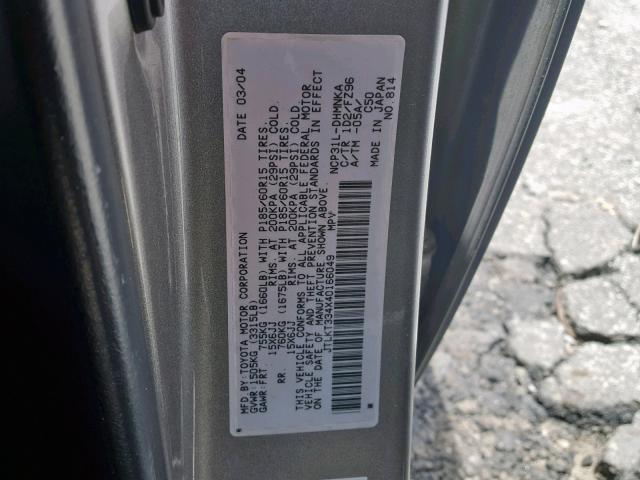 MFD.BY:TOYOTA MOTOR CORPORATION DATE 03/04
GVWR:1505KG (3315LB)
GAWR:FRT. 755KG (1660LB) WITH P185/60R15 TIRES.
15X6JJ RIMS. AT 200KPA (29PSI) COLD.
RR. 760KG (1675LB) WITH P185/60R15 TIRES.
15X6JJ RIMS. AT 200KPA (29PSI) COLD.
THIS VEHICLE CONFORMS TO ALL APPLICABLE FEDERAL MOTOR
VEHICLE SAFETY AND THEFT PREVENTION STANDARDS IN EFFECT
ON THE DATE OF MANUFACTURE SHOWN ABOVE.
JTLKT334X40166049 MPV NCP31L-DHMNKA
C/TR 1D2/FZ96
A/TM -05A/ C50
MADE IN JAPAN
NO.814